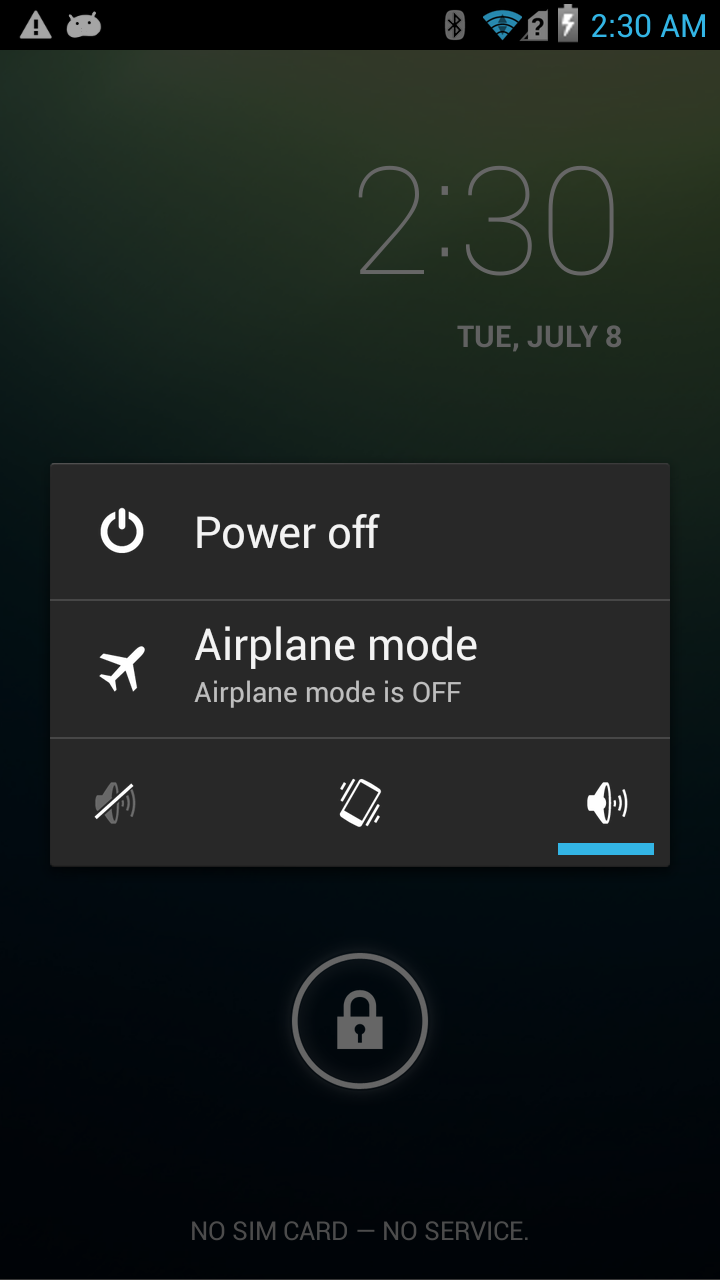 2:30 AM
2:30
TUE, JULY 8
Power off
Airplane mode
Airplane mode is OFF
NO SIM CARD — NO SERVICE.